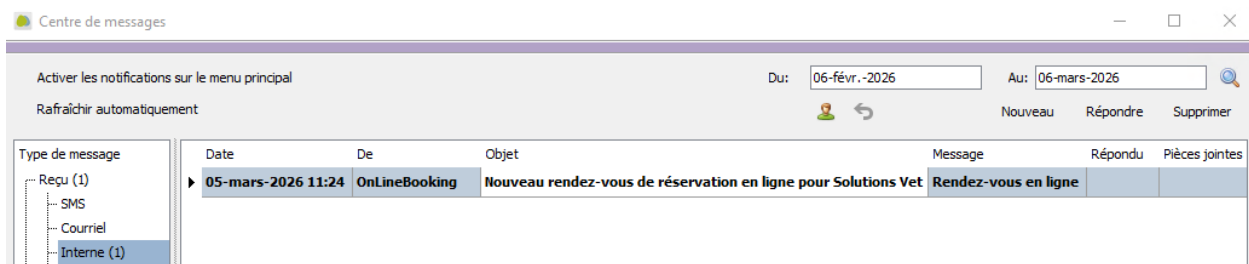 Centre de messages
Activer les notifications sur le menu principal
Du: 06-févr.-2026 Au: 06-mars-2026
Rafraîchir automatiquement
Nouveau Répondre Supprimer
Type de message
Date De Objet Message Répondu Pièces jointes
Reçu (1)
05-mars-2026 11:24 OnLineBooking Nouveau rendez-vous de réservation en ligne pour Solutions Vet Rendez-vous en ligne
SMS
Courriel
Interne (1)